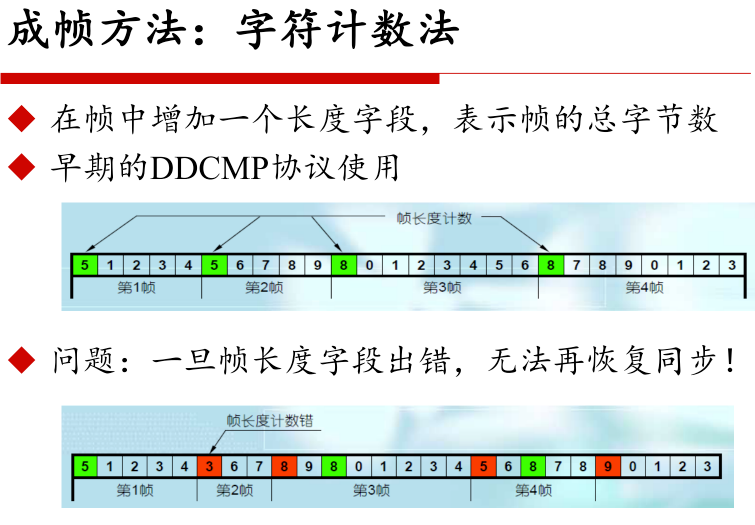 成帧方法：字符计数法
在帧中增加一个长度字段，表示帧的总字节数
早期的DDCMP协议使用
帧长度计数
5 1 2 3 4 5 6 7 8 9 8 0 1 2 3 4 5 6 8 7 8 9 0 1 2 3
第1帧 第2帧 第3帧 第4帧
问题：一旦帧长度字段出错，无法再恢复同步！
帧长度计数错
5 1 2 3 4 3 6 7 8 9 8 0 1 2 3 4 5 6 8 7 8 9 0 1 2 3
第1帧 第2帧 第3帧 第4帧